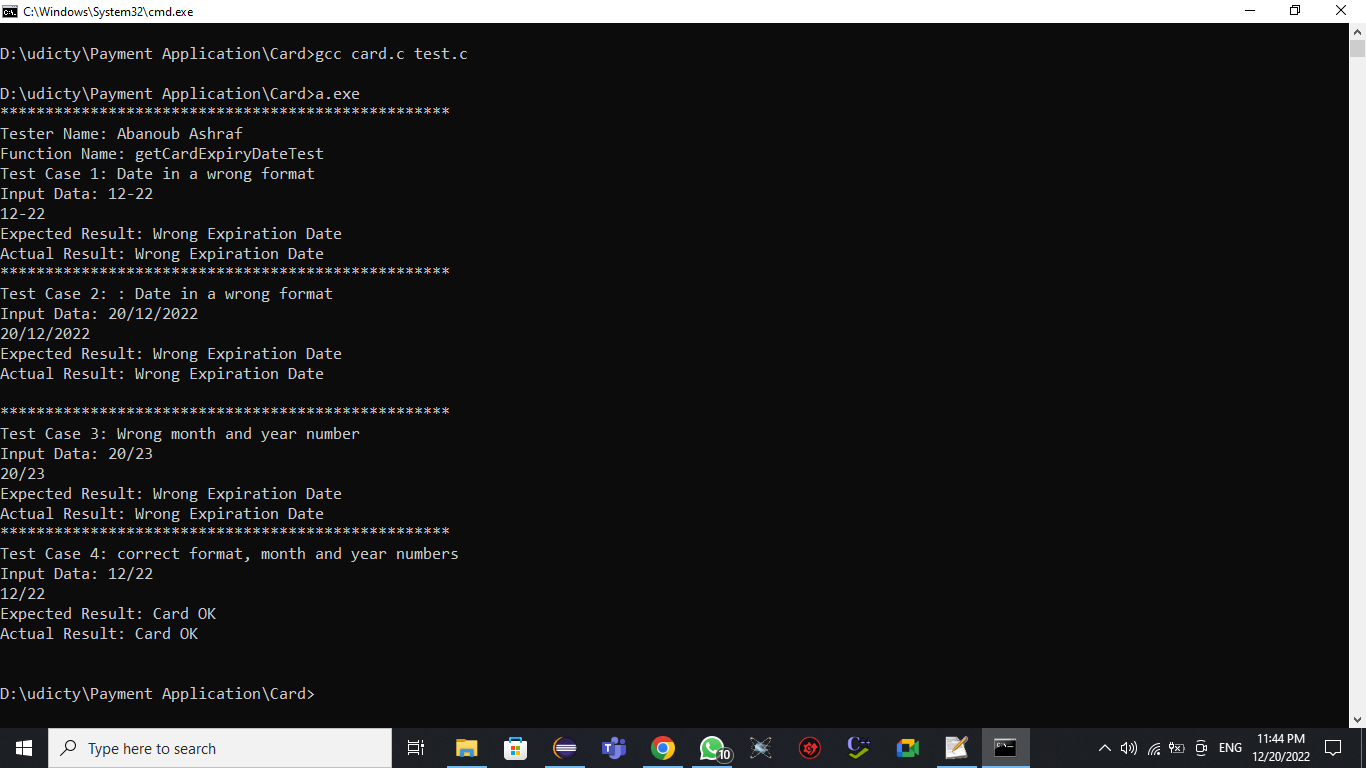 C:\Windows\System32\cmd.exe
D:\udicty\Payment Application\Card>gcc card.c test.c
D:\udicty\Payment Application\Card>a.exe
**************************************************
Tester Name: Abanoub Ashraf
Function Name: getCardExpiryDateTest
Test Case 1: Date in a wrong format
Input Data: 12-22
12-22
Expected Result: Wrong Expiration Date
Actual Result: Wrong Expiration Date
**************************************************
Test Case 2: : Date in a wrong format
Input Data: 20/12/2022
20/12/2022
Expected Result: Wrong Expiration Date
Actual Result: Wrong Expiration Date
**************************************************
Test Case 3: Wrong month and year number
Input Data: 20/23
20/23
Expected Result: Wrong Expiration Date
Actual Result: Wrong Expiration Date
**************************************************
Test Case 4: correct format, month and year numbers
Input Data: 12/22
12/22
Expected Result: Card OK
Actual Result: Card OK
D:\udicty\Payment Application\Card>
Type here to search
10
ENG
11:44 PM
12/20/2022